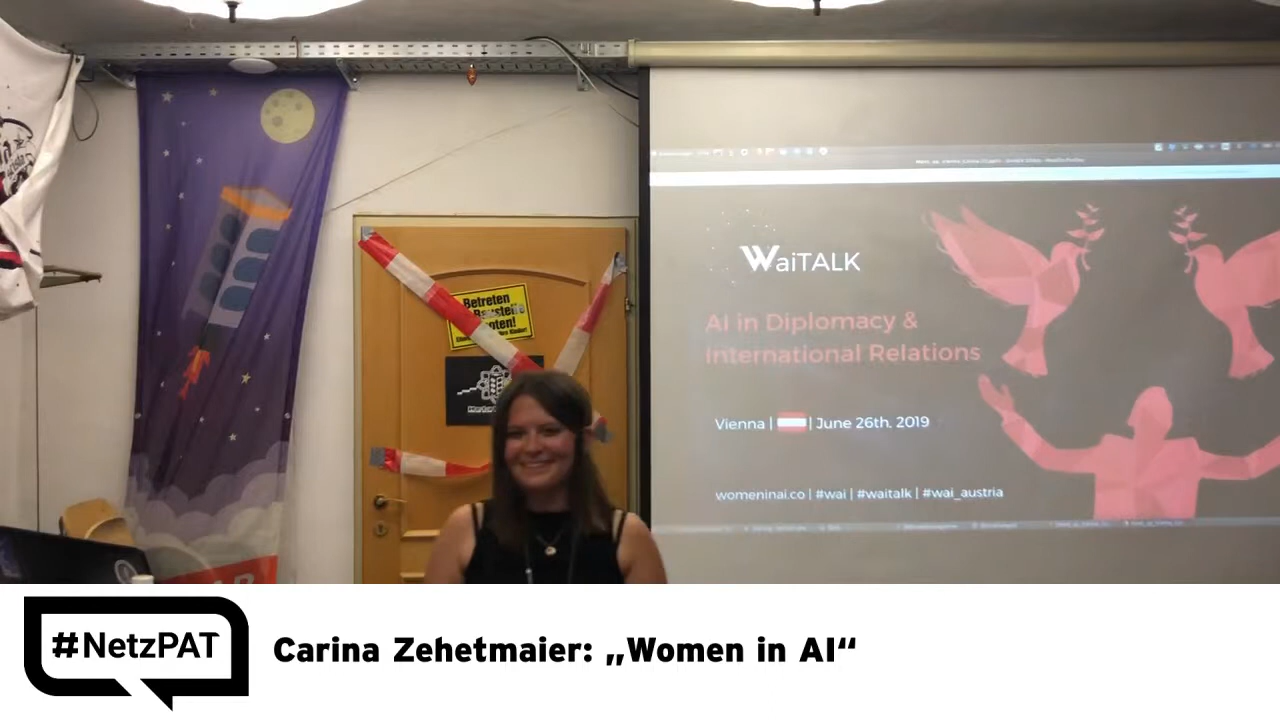 Betreten
WaiTALK
AI in Diplomacy &
International Relations
Vienna | | June 26th, 2019
womeninai.co | #wai | #waitalk | #wai_austria
#NetzPAT
Carina Zehetmaier: „Women in AI“